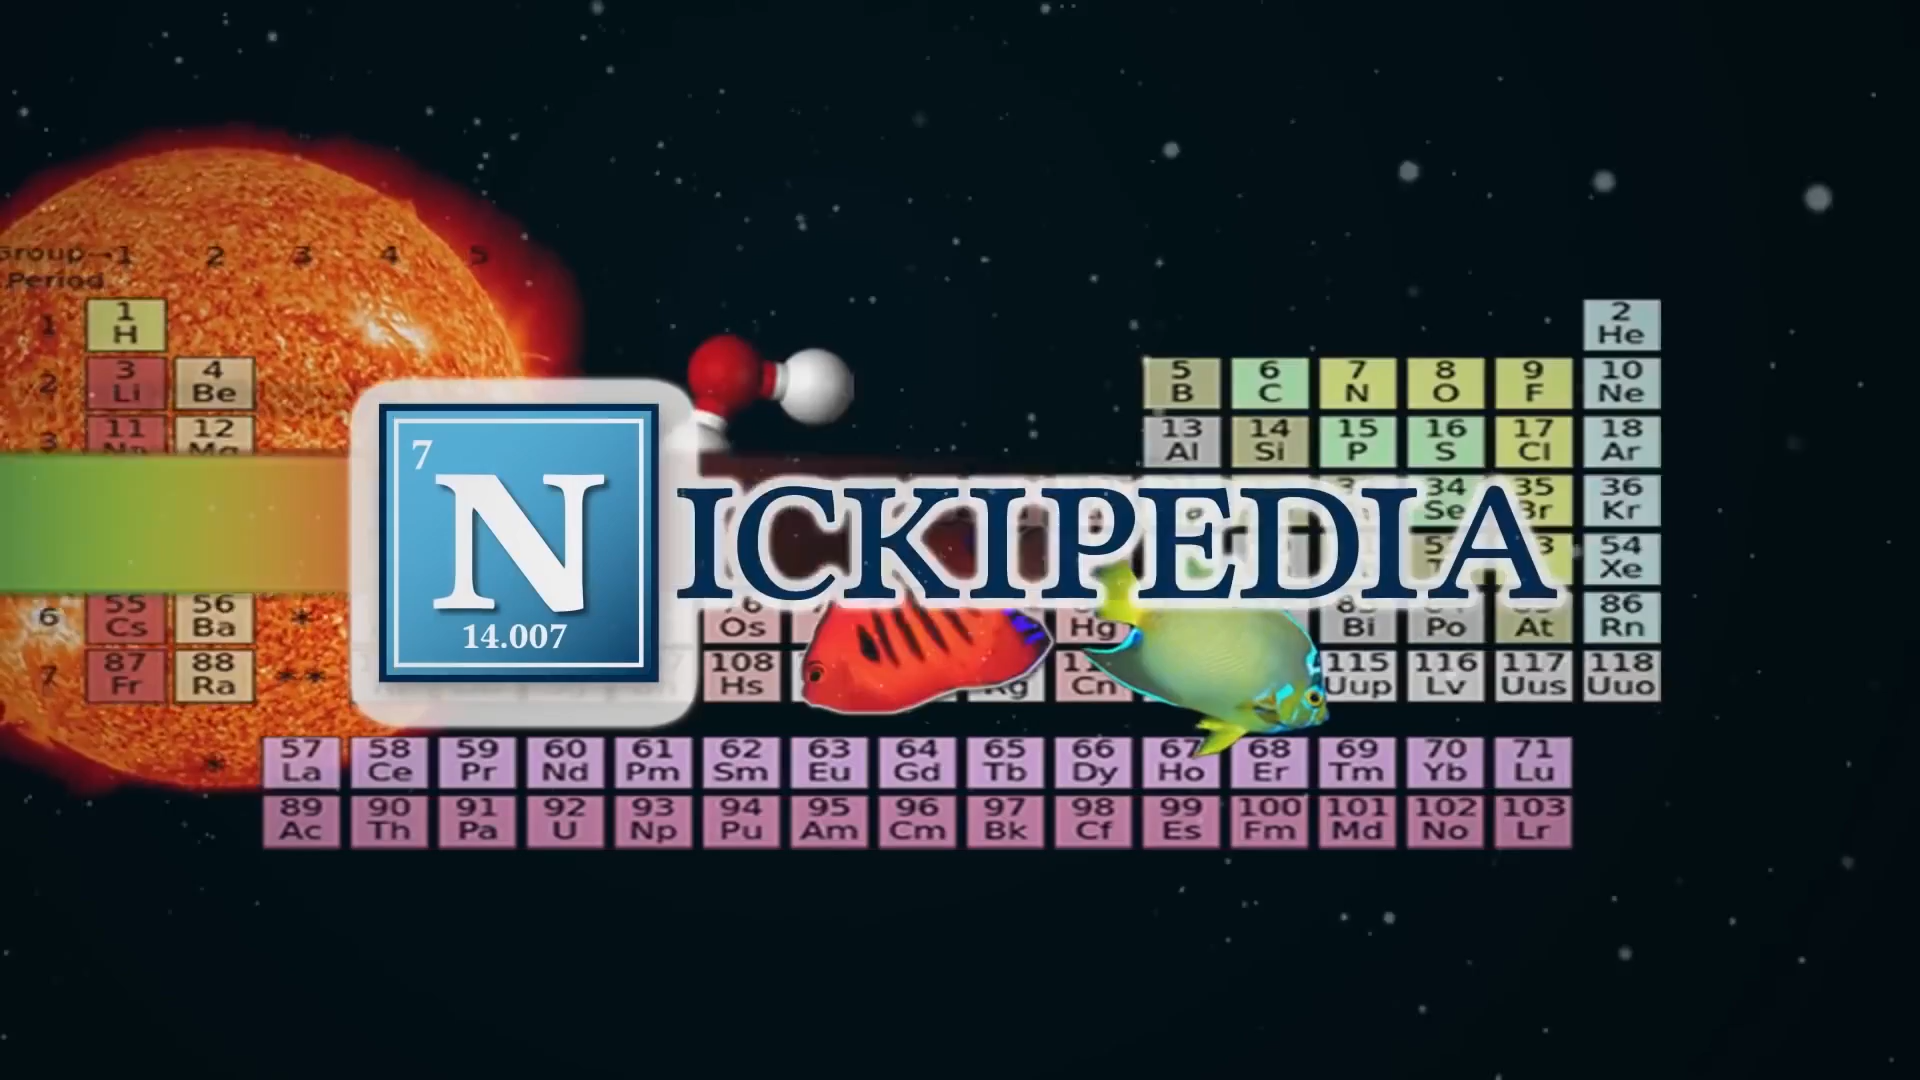 Group→ 1 2 3 4 5
Period
1 1 2
H He
2 3 4 5 6 7 8 9 10
Li Be B C N O F Ne
3 11 12 13 14 15 16 17 18
Na Mg Al Si P S Cl Ar
34 35 36
Se Br Kr
7
NICKIPEDIA
14.007
54
Xe
6 55 56 * 76 86
Cs Ba Os Hg Bi Po At Rn
7 87 88 ** 108 115 116 117 118
Fr Ra Hs Rg Cn Uup Lv Uus Uuo
* 57 58 59 60 61 62 63 64 65 66 67 68 69 70 71
La Ce Pr Nd Pm Sm Eu Gd Tb Dy Ho Er Tm Yb Lu
89 90 91 92 93 94 95 96 97 98 99 100 101 102 103
Ac Th Pa U Np Pu Am Cm Bk Cf Es Fm Md No Lr